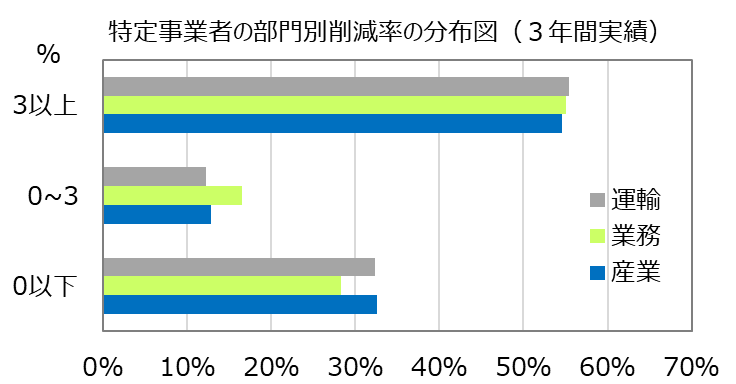 特定事業者の部門別削減率の分布図（３年間実績）
%
3以上
0~3
0以下
運輸
業務
産業
0% 10% 20% 30% 40% 50% 60% 70%